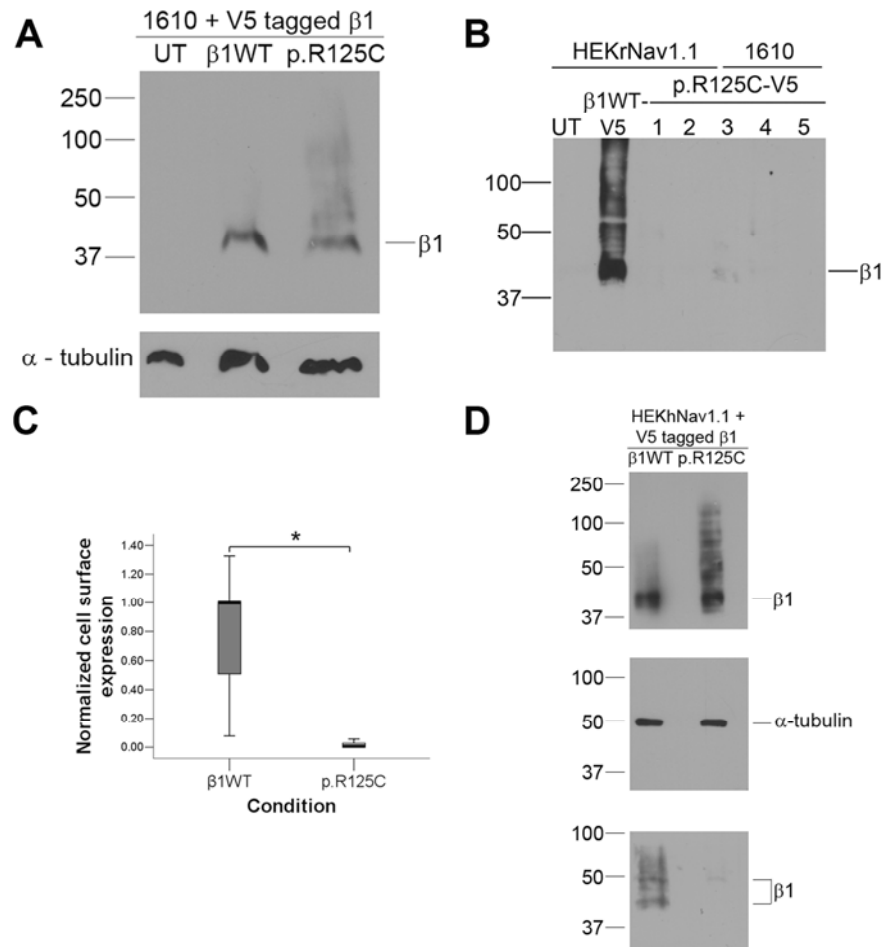 A
1610 + V5 tagged β1
UT β1WT p.R125C
250
100
50
37
β1
α - tubulin
B
HEKrNav1.1 1610
β1WT- p.R125C-V5
UT V5 1 2 3 4 5
100
50
37
β1
C
Normalized cell surface
expression
1.40
1.20
1.00
0.80
0.60
0.40
0.20
0.00
*
β1WT p.R125C
Condition
D
HEKhNav1.1 +
V5 tagged β1
β1WT p.R125C
250
100
50
37
β1
100
50
37
α-tubulin
100
50
37
β1